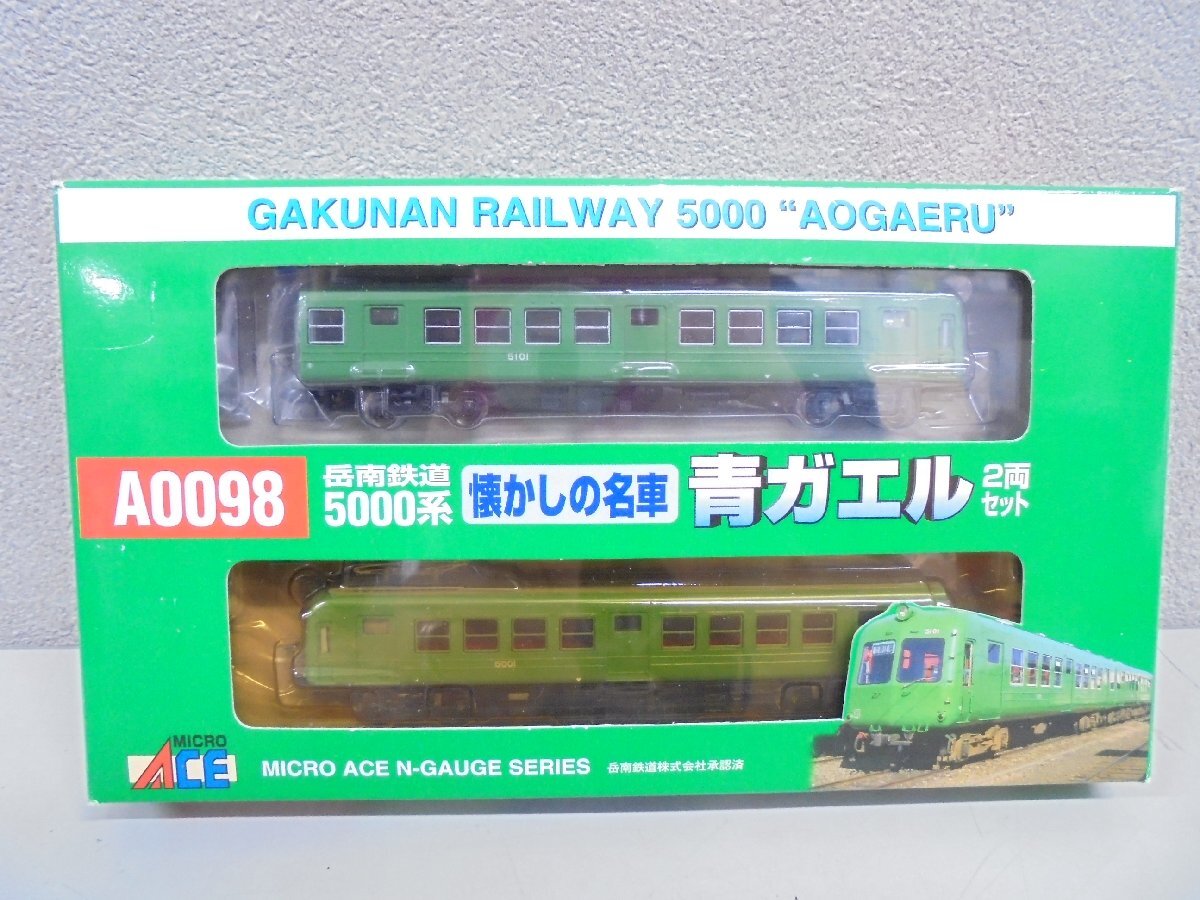 GAKUNAN RAILWAY 5000 “AOGAERU”
5101
A0098
岳南鉄道
5000系
懐かしの名車
青ガエル
2両
セット
5001
5101
MICRO
ACE
MICRO ACE N-GAUGE SERIES 岳南鉄道株式会社承認済